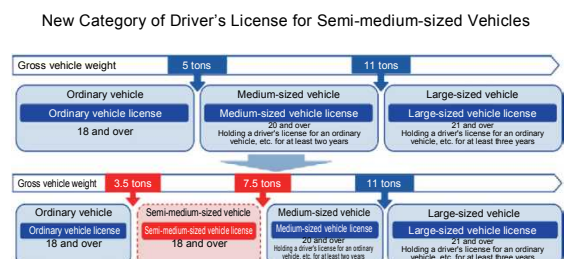 New Category of Driver's License for Semi-medium-sized Vehicles
Gross vehicle weight 5 tons 11 tons
Ordinary vehicle Medium-sized vehicle Large-sized vehicle
Ordinary vehicle license Medium-sized vehicle license Large-sized vehicle license
18 and over
20 and over
Holding a driver's license for an ordinary
vehicle, etc. for at least two years
21 and over
Holding a driver's license for an ordinary
vehicle, etc. for at least three years
Gross vehicle weight 3.5 tons 7.5 tons 11 tons
Ordinary vehicle Semi-medium-sized vehicle Medium-sized vehicle Large-sized vehicle
Ordinary vehicle license Semi-medium-sized vehicle license Medium-sized vehicle license Large-sized vehicle license
18 and over 18 and over
20 and over
Holding a driver's license for an ordinary
vehicle, etc. for at least two years
21 and over
Holding a driver's license for an ordinary
vehicle, etc. for at least three years